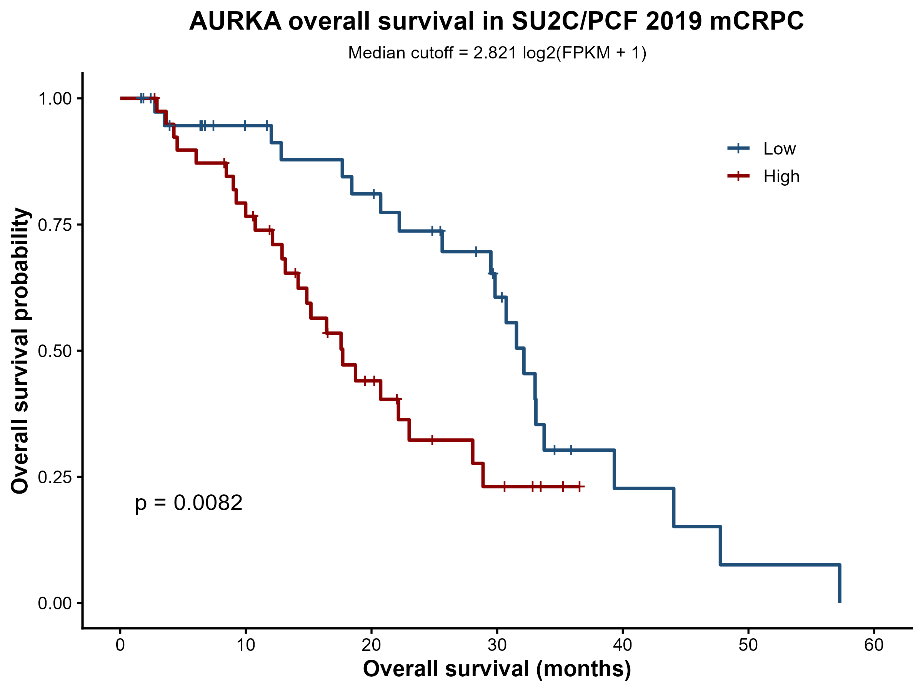 AURKA overall survival in SU2C/PCF 2019 mCRPC
Median cutoff = 2.821 log2(FPKM + 1)
Overall survival probability
1.00
0.75
0.50
0.25
0.00
Low
High
p = 0.0082
0 10 20 30 40 50 60
Overall survival (months)